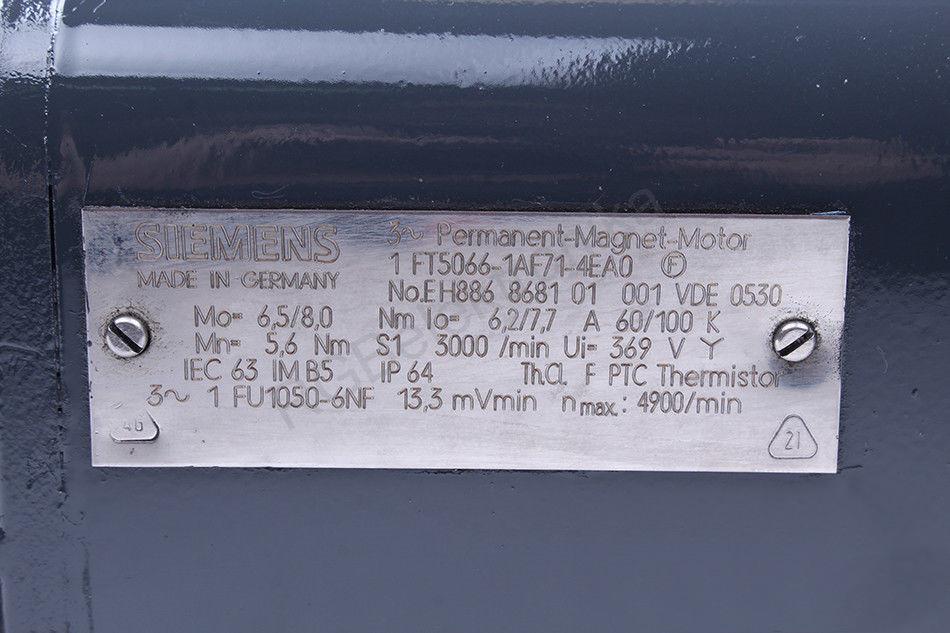 SIEMENS 3~ Permanent-Magnet-Motor
MADE IN GERMANY 1 FT5066-1AF71-4EA0 F
No.EH886 8681 01 001 VDE 0530
Mo= 6,5/8,0 Nm Io= 6,2/7,7 A 60/100 K
Mn= 5,6 Nm S1 3000 /min Ui= 369 V Y
IEC 63 IM B5 IP 64 Th.Cl. F PTC Thermistor
3~ 1 FU1050-6NF 13,3 mVmin nmax.: 4900/min
21